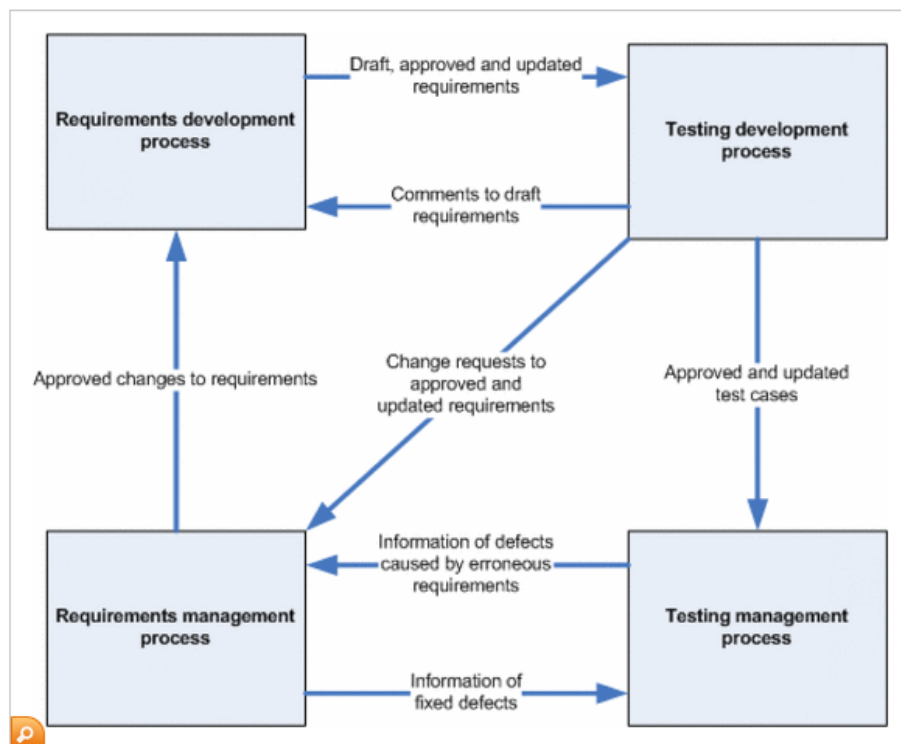 Draft, approved and updated
requirements
Requirements development
process
Testing development
process
Comments to draft
requirements
Approved changes to requirements
Change requests to
approved and
updated requirements
Approved and updated
test cases
Information of defects
caused by erroneous
requirements
Requirements management
process
Testing management
process
Information of
fixed defects